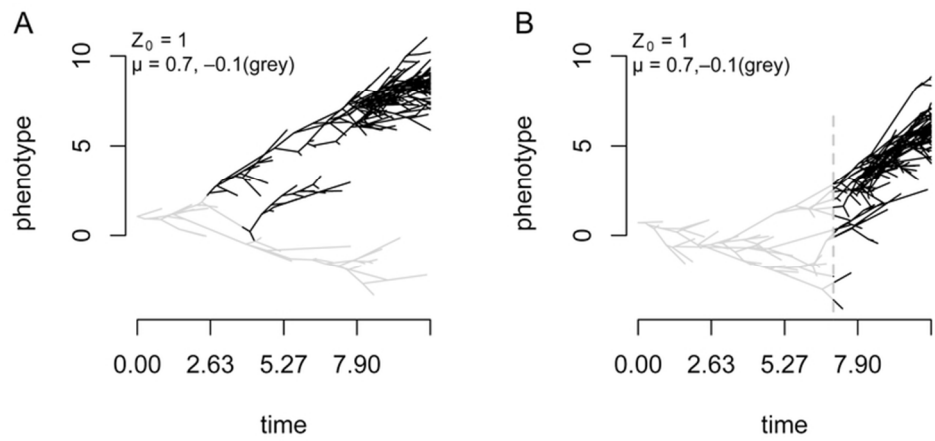 A
Z0 = 1
μ = 0.7, –0.1(grey)
phenotype
10
5
0
0.00 2.63 5.27 7.90
time
B
Z0 = 1
μ = 0.7,–0.1(grey)
phenotype
10
5
0
0.00 2.63 5.27 7.90
time